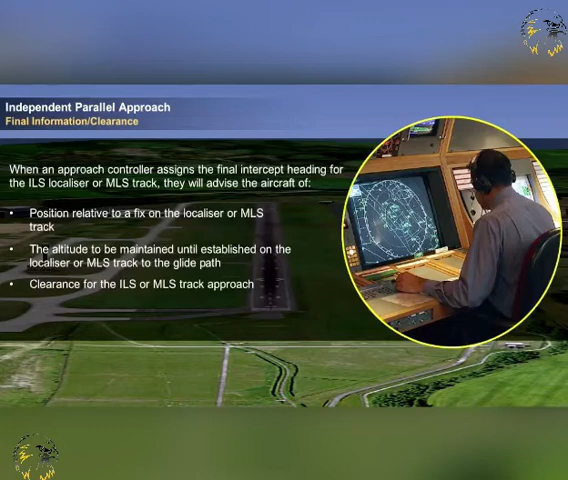 Independent Parallel Approach
Final Information/Clearance
When an approach controller assigns the final intercept heading for
the ILS localiser or MLS track, they will advise the aircraft of:
• Position relative to a fix on the localiser or MLS
track
• The altitude to be maintained until established on the
localiser or MLS track to the glide path
• Clearance for the ILS or MLS track approach